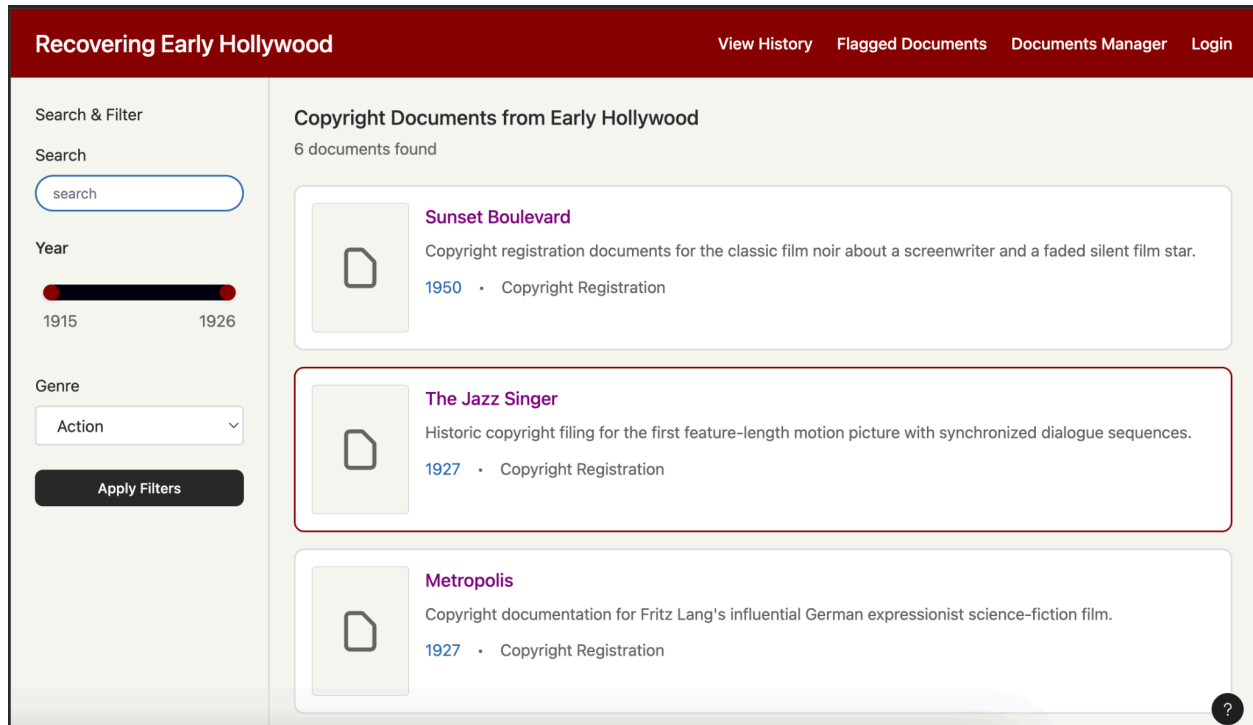 Recovering Early Hollywood
View History Flagged Documents Documents Manager Login
Search & Filter
Search
search
Year
1915 1926
Genre
Action
Apply Filters
Copyright Documents from Early Hollywood
6 documents found
Sunset Boulevard
Copyright registration documents for the classic film noir about a screenwriter and a faded silent film star.
1950 • Copyright Registration
The Jazz Singer
Historic copyright filing for the first feature-length motion picture with synchronized dialogue sequences.
1927 • Copyright Registration
Metropolis
Copyright documentation for Fritz Lang's influential German expressionist science-fiction film.
1927 • Copyright Registration
?